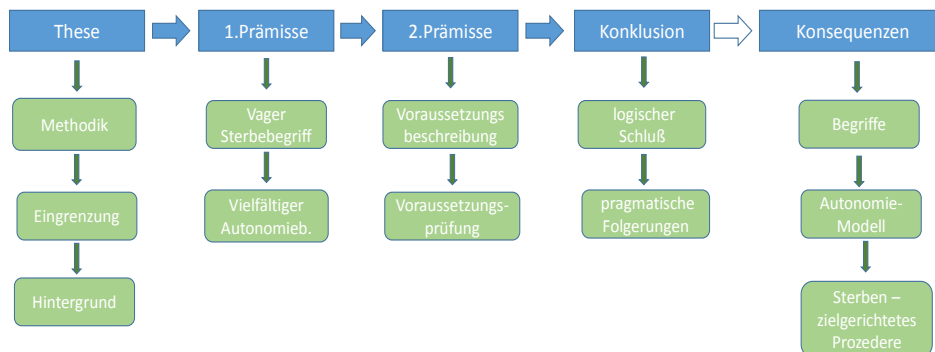 These
1.Prämisse
2.Prämisse
Konklusion
Konsequenzen
Methodik
Eingrenzung
Hintergrund
Vager
Sterbebegriff
Vielfältiger
Autonomieb.
Voraussetzungs
beschreibung
Voraussetzungs-
prüfung
logischer
Schluß
pragmatische
Folgerungen
Begriffe
Autonomie-
Modell
Sterben –
zielgerichtetes
Prozedere